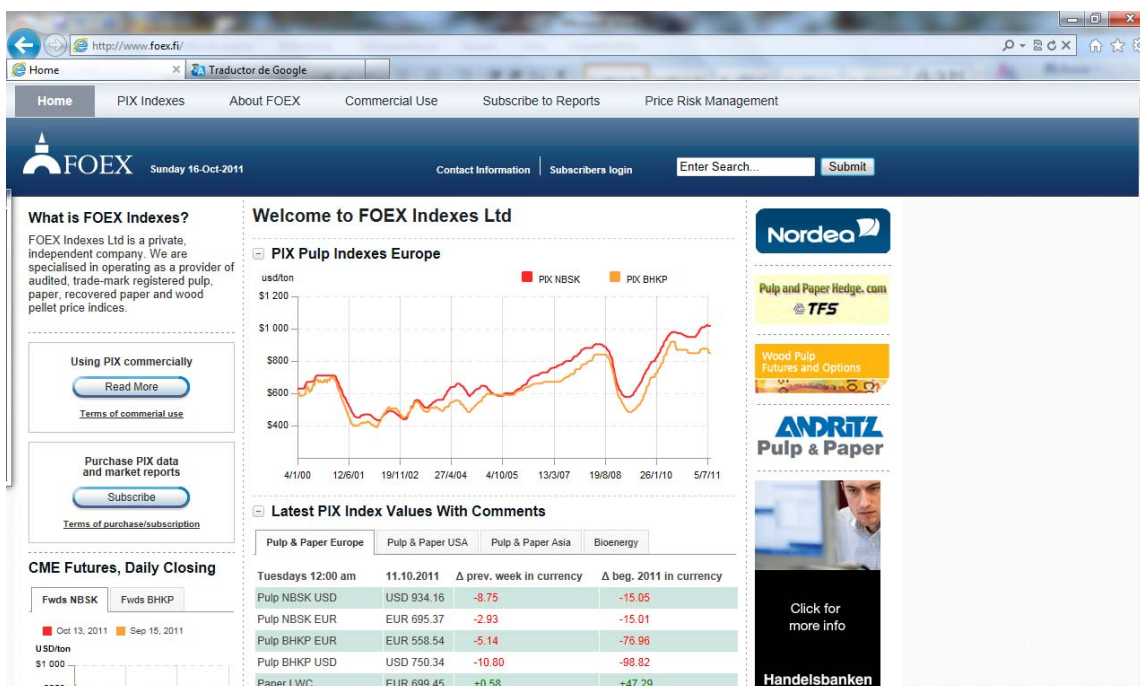 http://www.foex.fi/
Home
Traductor de Google
Home PIX Indexes About FOEX Commercial Use Subscribe to Reports Price Risk Management
FOEX Sunday 16-Oct-2011 Contact Information Subscribers login Enter Search... Submit
What is FOEX Indexes?
FOEX Indexes Ltd is a private,
independent company. We are
specialised in operating as a provider of
audited, trade-mark registered pulp,
paper, recovered paper and wood
pellet price indices.
Using PIX commercially
Read More
Terms of commerial use
Purchase PIX data
and market reports
Subscribe
Terms of purchase/subscription
CME Futures, Daily Closing
Fwds NBSK Fwds BHKP
Oct 13, 2011 Sep 15, 2011
USD/ton
$1 000
Welcome to FOEX Indexes Ltd
PIX Pulp Indexes Europe
usd/ton PIX NBSK PIX BHKP
$1 200
$1 000
$800
$600
$400
4/1/00 12/6/01 19/11/02 27/4/04 4/10/05 13/3/07 19/8/08 26/1/10 5/7/11
Latest PIX Index Values With Comments
Pulp & Paper Europe Pulp & Paper USA Pulp & Paper Asia Bioenergy
Tuesdays 12:00 am 11.10.2011 Δ prev. week in currency Δ beg. 2011 in currency
Pulp NBSK USD USD 934.16 -8.75 -15.05
Pulp NBSK EUR EUR 695.37 -2.93 -15.01
Pulp BHKP EUR EUR 558.54 -5.14 -76.96
Pulp BHKP USD USD 750.34 -10.80 -98.82
Paper LWC EUR 699.45 +0.58 +47.29
Nordea
Pulp and Paper Hedge.com
TFS
Wood Pulp
Futures and Options
ANDRITZ
Pulp & Paper
Click for
more info
Handelsbanken